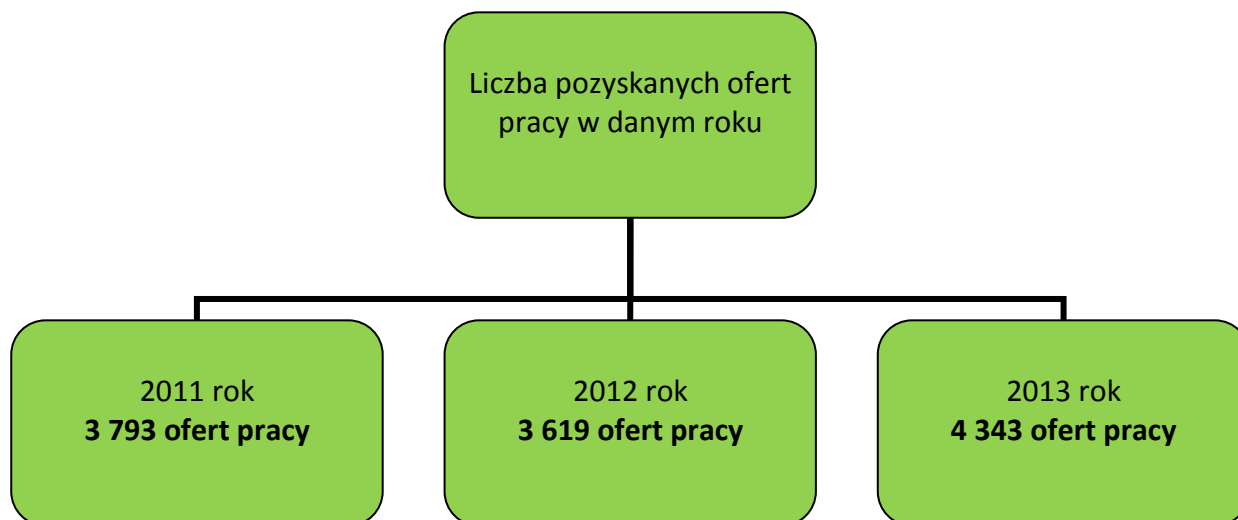 Liczba pozyskanych ofert
pracy w danym roku
2011 rok
3 793 ofert pracy
2012 rok
3 619 ofert pracy
2013 rok
4 343 ofert pracy